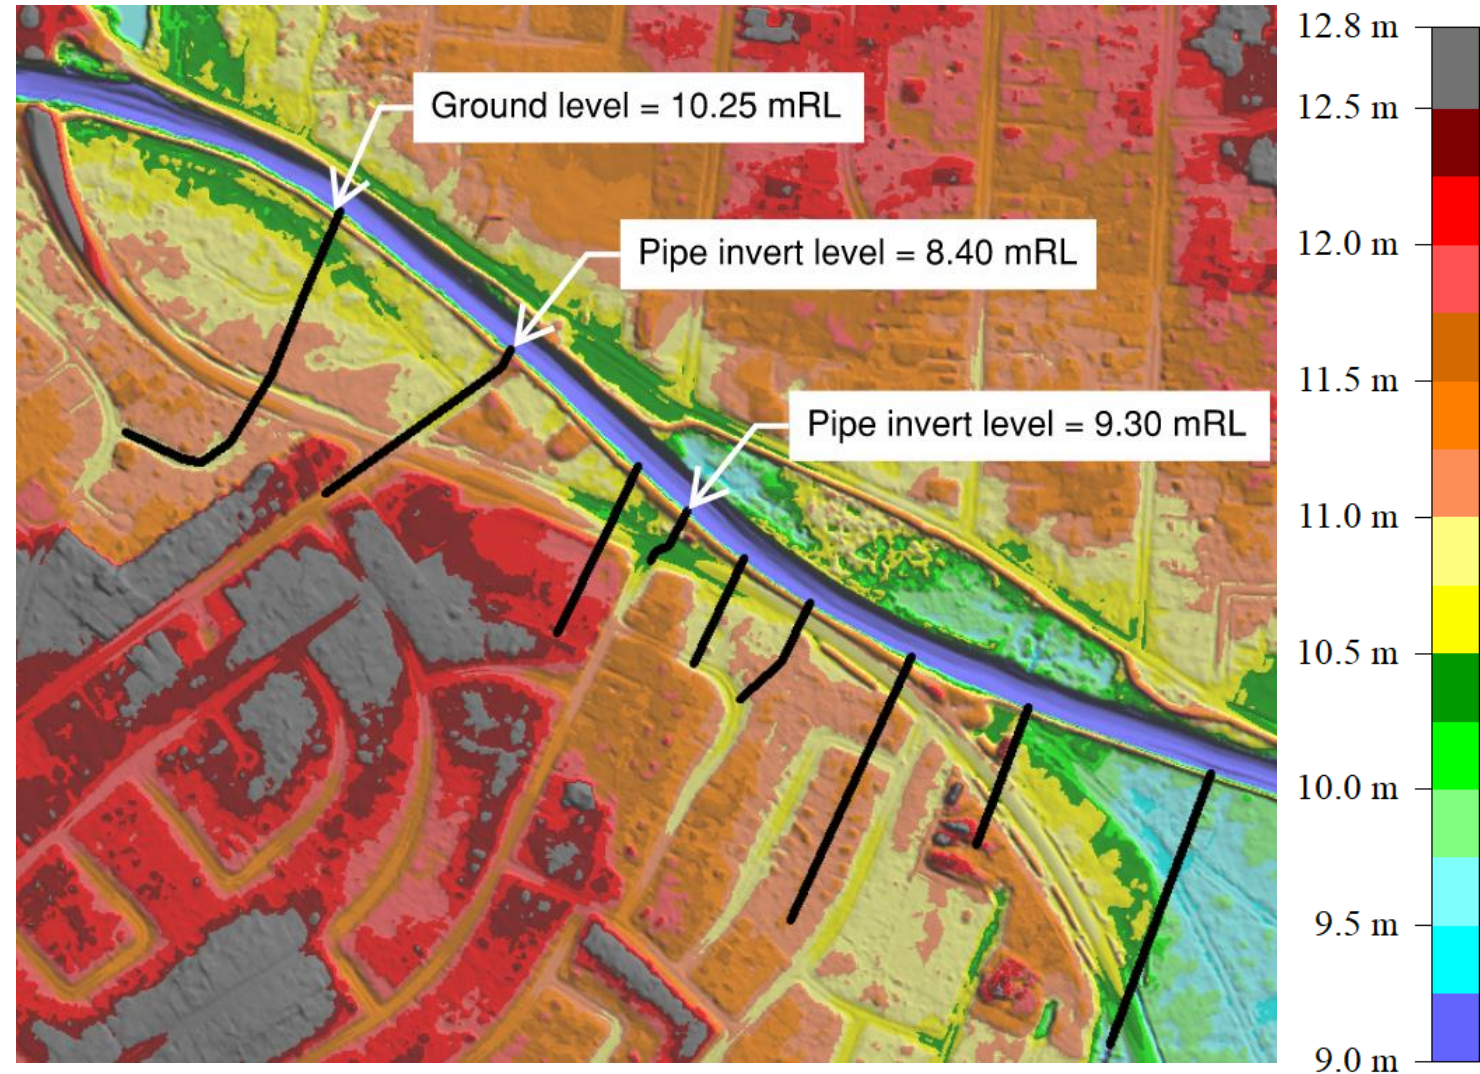 Ground level = 10.25 mRL
Pipe invert level = 8.40 mRL
Pipe invert level = 9.30 mRL
12.8 m
12.5 m
12.0 m
11.5 m
11.0 m
10.5 m
10.0 m
9.5 m
9.0 m